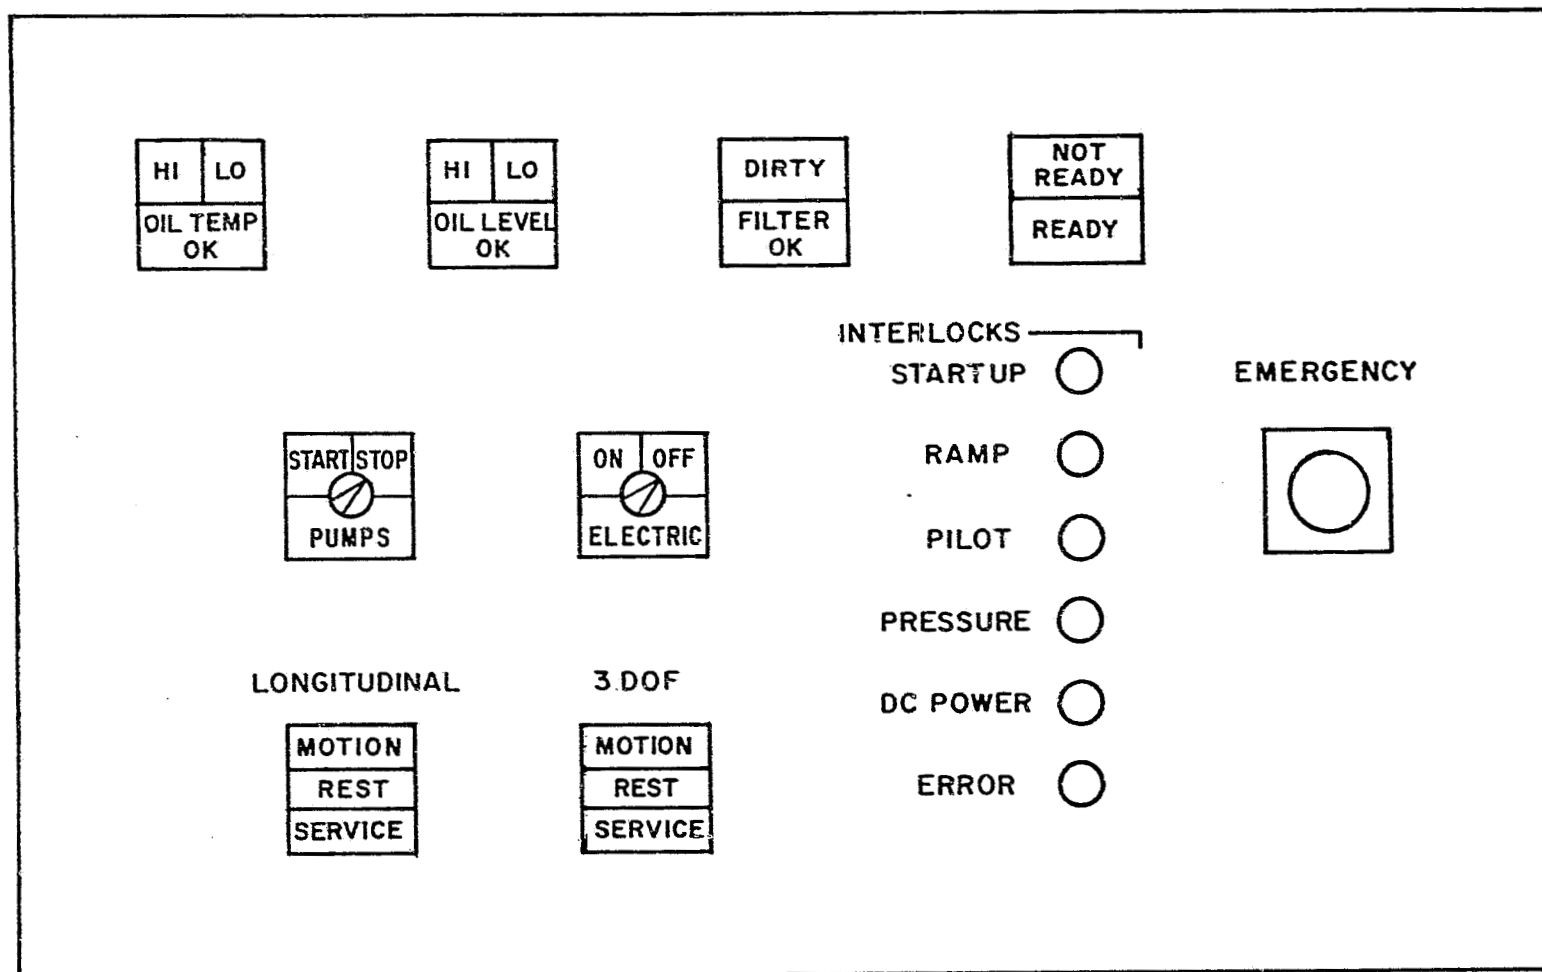 HI LO
OIL TEMP
OK
HI LO
OIL LEVEL
OK
DIRTY
FILTER
OK
NOT
READY
READY
INTERLOCKS
STARTUP
RAMP
PILOT
PRESSURE
DC POWER
ERROR
EMERGENCY
START STOP
PUMPS
ON OFF
ELECTRIC
LONGITUDINAL
MOTION
REST
SERVICE
3.DOF
MOTION
REST
SERVICE